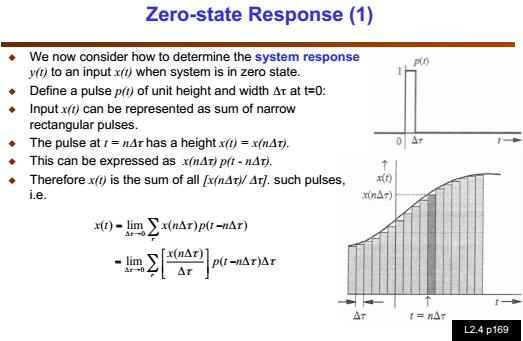 Zero-state Response (1)
We now consider how to determine the system response
y(t) to an input x(t) when system is in zero state.
Define a pulse p(t) of unit height and width Δτ at t=0:
Input x(t) can be represented as sum of narrow
rectangular pulses.
The pulse at t = nΔτ has a height x(t) = x(nΔτ).
This can be expressed as x(nΔτ) p(t - nΔτ).
Therefore x(t) is the sum of all [x(nΔτ)/ Δτ]. such pulses,
i.e.
x(t) = lim Δτ→0 ∑ τ x(nΔτ)p(t−nΔτ)
= lim Δτ→0 ∑ τ [x(nΔτ)/Δτ] p(t−nΔτ)Δτ
p(t)
1
0 Δτ t→
↑
x(t)
x(nΔτ)
t→
Δτ t = nΔτ
L2.4 p169